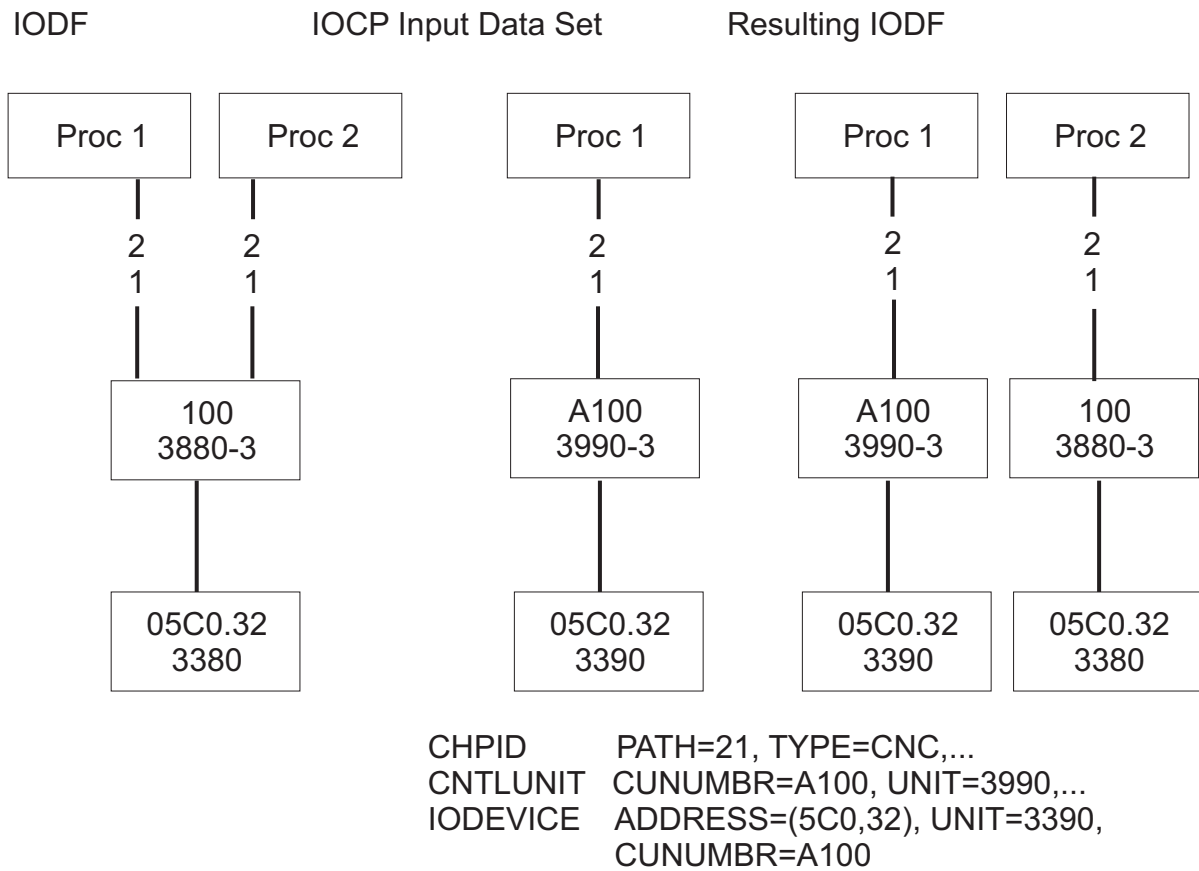 IODF IOCP Input Data Set Resulting IODF
Proc 1 Proc 2 Proc 1 Proc 1 Proc 2
2 2 2 2 2
1 1 1 1 1
100 A100 A100 100
3880-3 3990-3 3990-3 3880-3
05C0.32 05C0.32 05C0.32 05C0.32
3380 3390 3390 3380
CHPID PATH=21, TYPE=CNC,...
CNTLUNIT CUNUMBR=A100, UNIT=3990,...
IODEVICE ADDRESS=(5C0,32), UNIT=3390,
CUNUMBR=A100